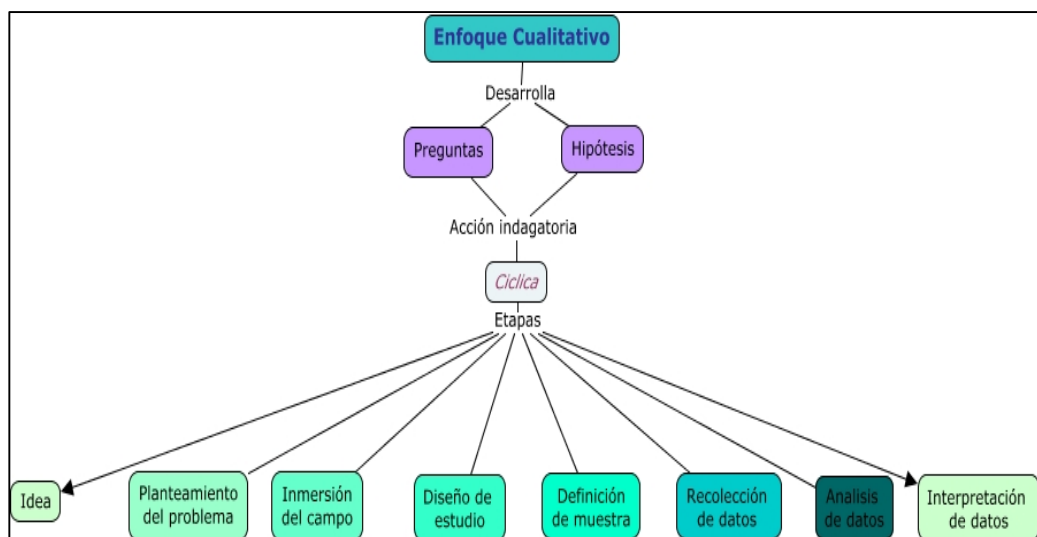 Enfoque Cualitativo
Desarrolla
Preguntas
Hipótesis
Acción indagatoria
Ciclica
Etapas
Idea
Planteamiento
del problema
Inmersión
del campo
Diseño de
estudio
Definición
de muestra
Recolección
de datos
Analisis
de datos
Interpretación
de datos